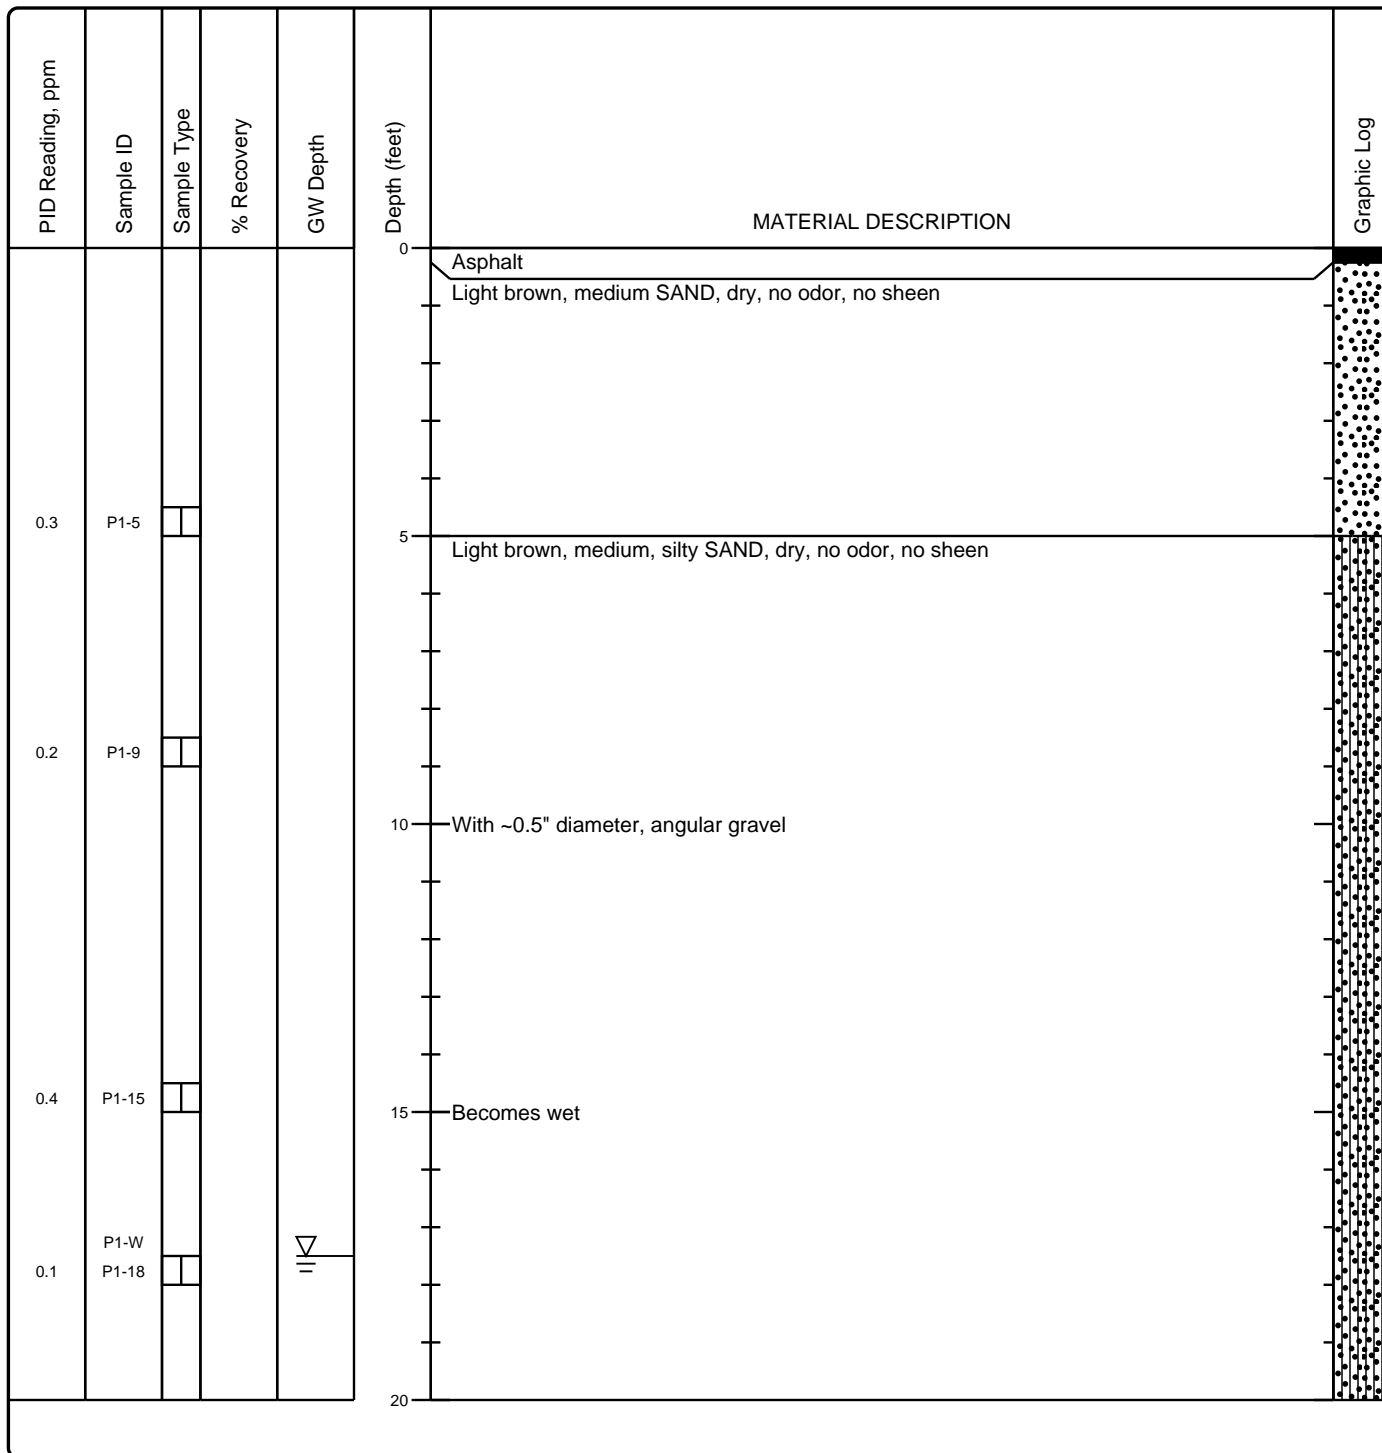 PID Reading, ppm
Sample ID
Sample Type
% Recovery
GW Depth
Depth (feet)
MATERIAL DESCRIPTION
Graphic Log
0
Asphalt
Light brown, medium SAND, dry, no odor, no sheen
0.3 P1-5
5
Light brown, medium, silty SAND, dry, no odor, no sheen
0.2 P1-9
10 With ~0.5" diameter, angular gravel
0.4 P1-15
15 Becomes wet
P1-W
0.1 P1-18
20